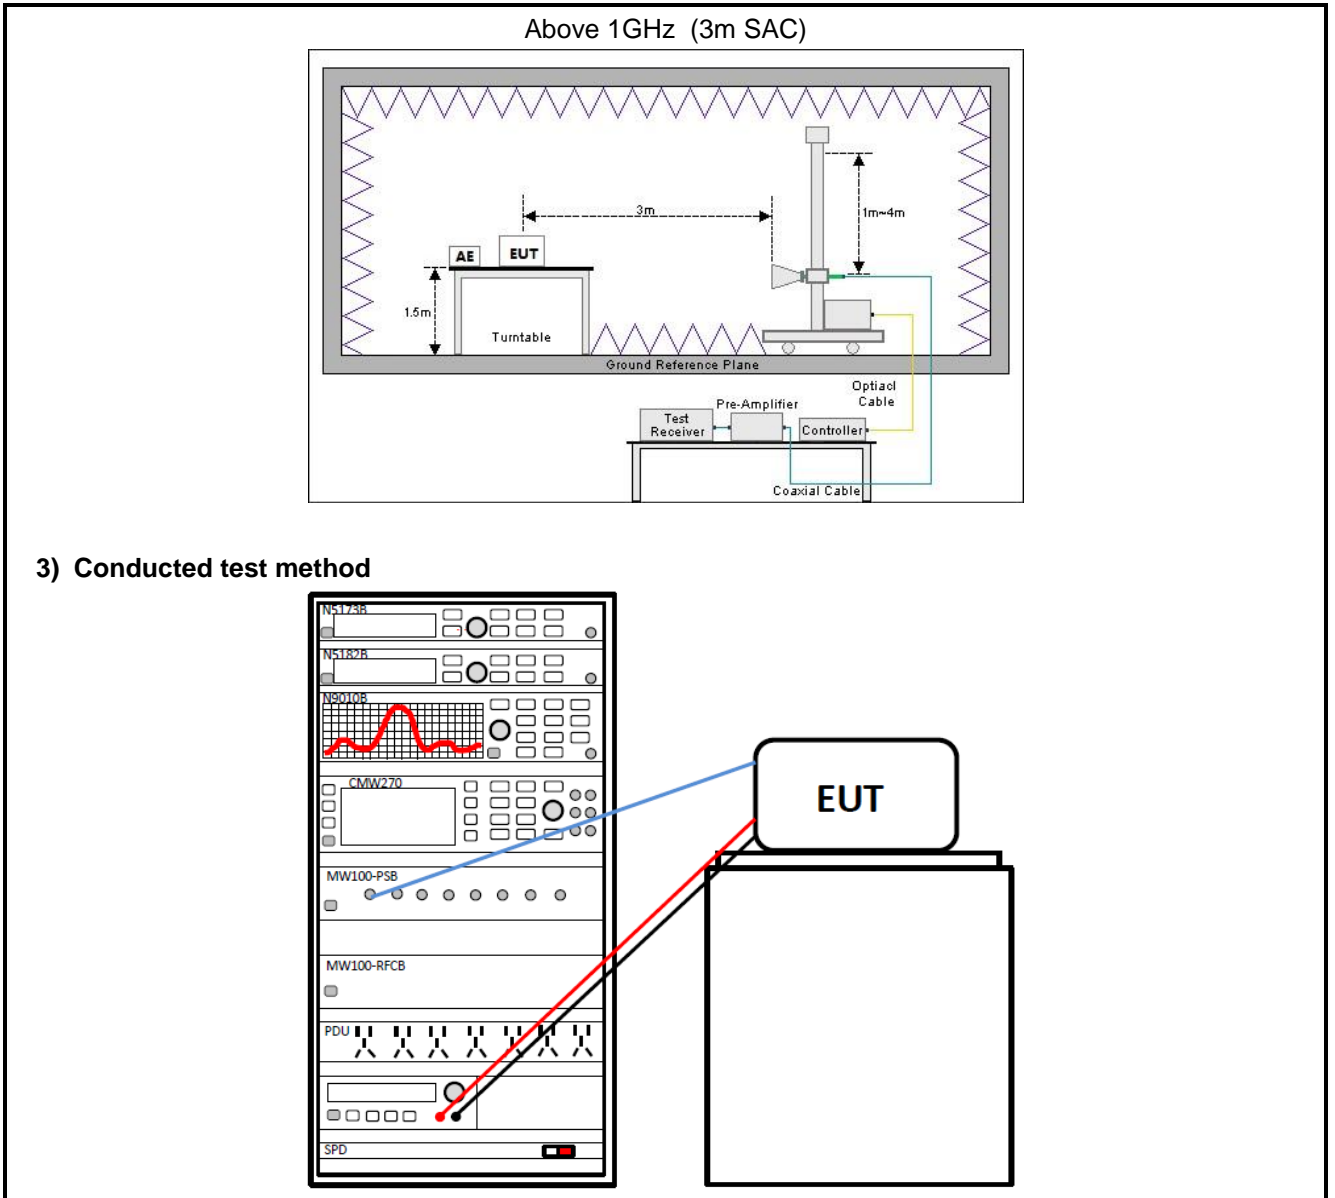 Above 1GHz (3m SAC)
3m
1m~4m
AE
EUT
1.5m
Turntable
Ground Reference Plane
Optiacl
Cable
Pre-Amplifier
Test
Receiver
Controller
Coaxial Cable
3) Conducted test method
N5173B
N5182B
N9010B
CMW270
EUT
MW100-PSB
MW100-RFCB
PDU
SPD